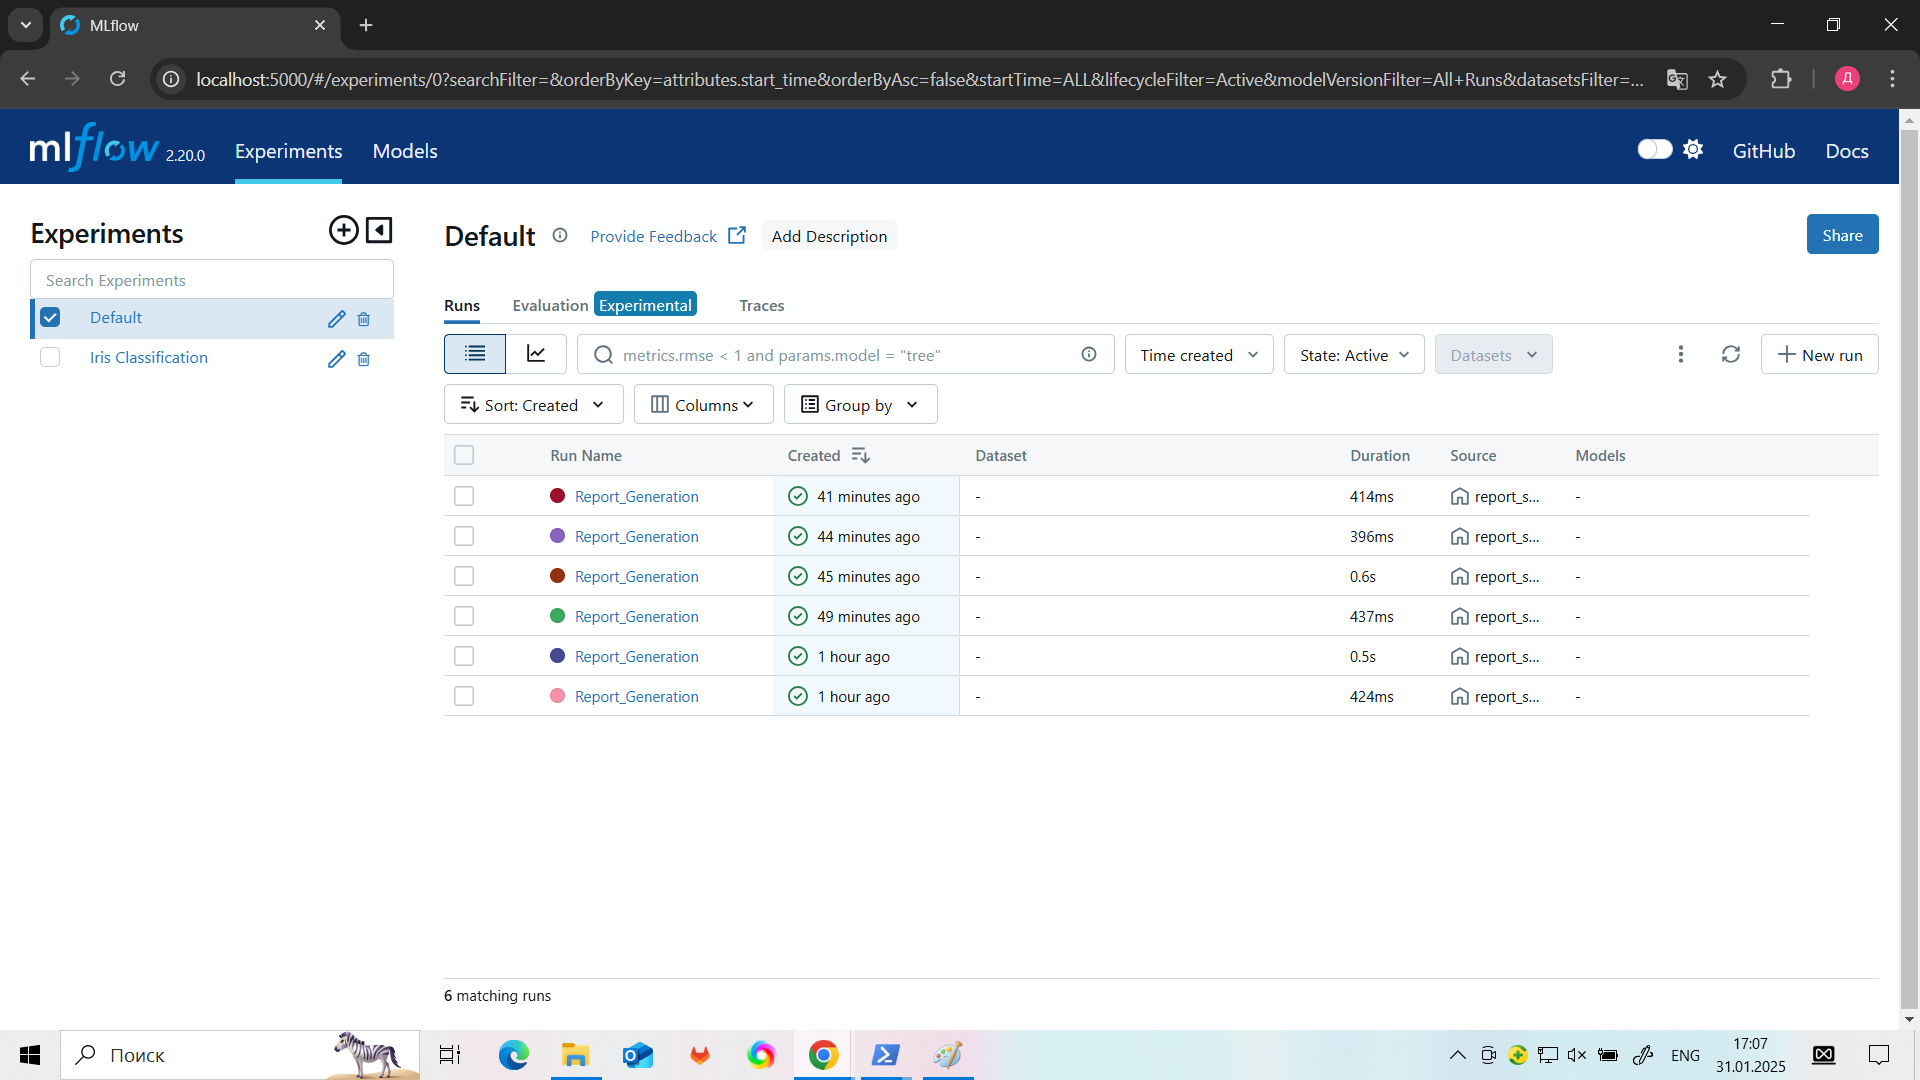 MLflow
localhost:5000/#/experiments/0?searchFilter=&orderByKey=attributes.start_time&orderByAsc=false&startTime=ALL&lifecycleFilter=Active&modelVersionFilter=All+Runs&datasetsFilter=...
Д
mlflow 2.20.0 Experiments Models GitHub Docs
Experiments
Search Experiments
Default
Iris Classification
Default Provide Feedback Add Description Share
Runs Evaluation Experimental Traces
metrics.rmse < 1 and params.model = "tree" Time created State: Active Datasets New run
Sort: Created Columns Group by
Run Name Created Dataset Duration Source Models
Report_Generation 41 minutes ago - 414ms report_s... -
Report_Generation 44 minutes ago - 396ms report_s... -
Report_Generation 45 minutes ago - 0.6s report_s... -
Report_Generation 49 minutes ago - 437ms report_s... -
Report_Generation 1 hour ago - 0.5s report_s... -
Report_Generation 1 hour ago - 424ms report_s... -
6 matching runs
Поиск ENG 17:07
31.01.2025